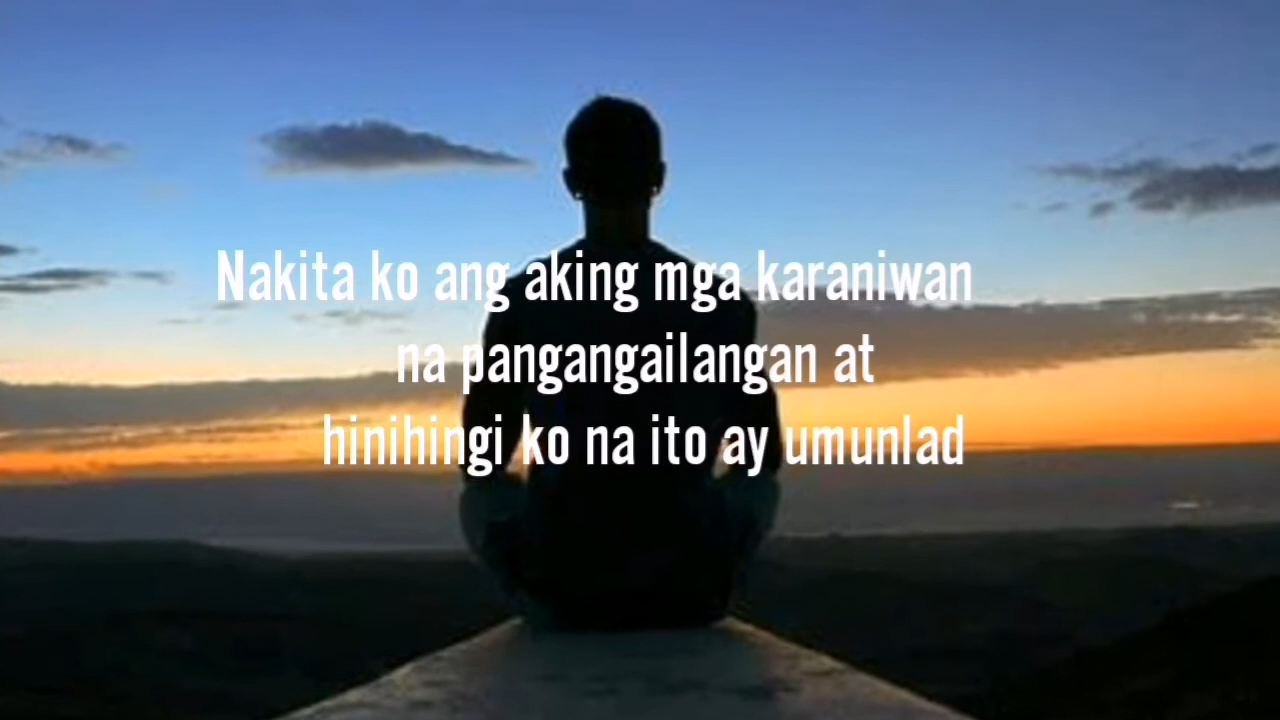 Nakita ko ang aking mga karaniwan
na pangangailangan at
hinihingi ko na ito ay umunlad